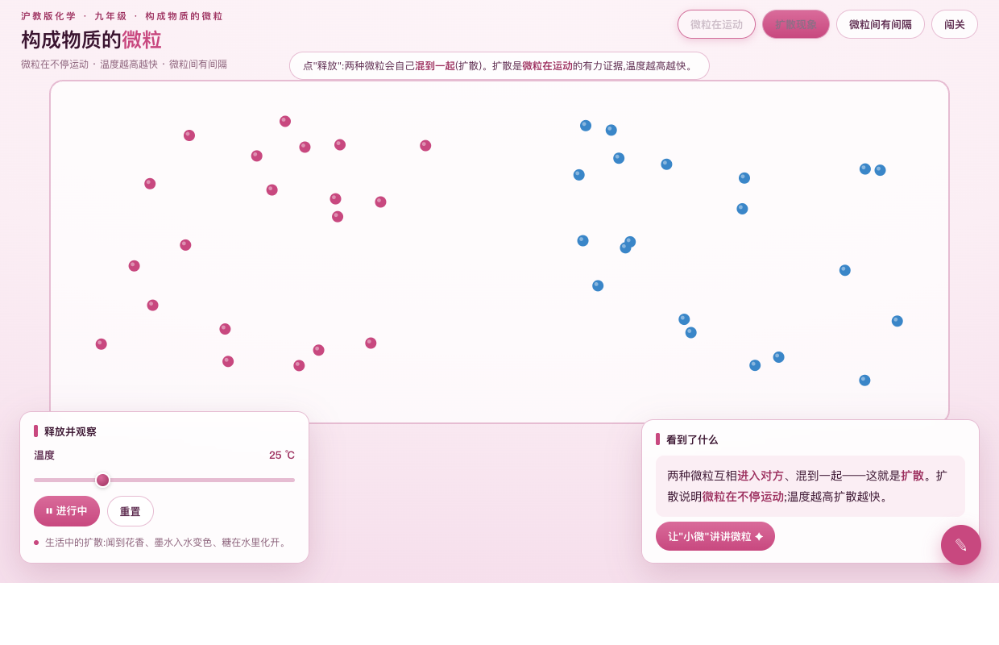 沪教版化学 · 九年级 · 构成物质的微粒
构成物质的微粒
微粒在不停运动 · 温度越高越快 · 微粒间有间隔
微粒在运动
扩散现象
微粒间有间隔
闯关
点"释放":两种微粒会自己混到一起(扩散)。扩散是微粒在运动的有力证据,温度越高越快。
释放并观察
温度
25 ℃
进行中
重置
生活中的扩散:闻到花香、墨水入水变色、糖在水里化开。
看到了什么
两种微粒互相进入对方、混到一起——这就是扩散。扩
散说明微粒在不停运动;温度越高扩散越快。
让"小微"讲讲微粒 ✦